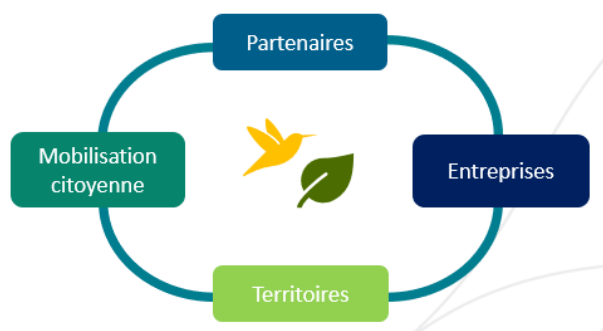 Partenaires
Mobilisation
citoyenne
Entreprises
Territoires